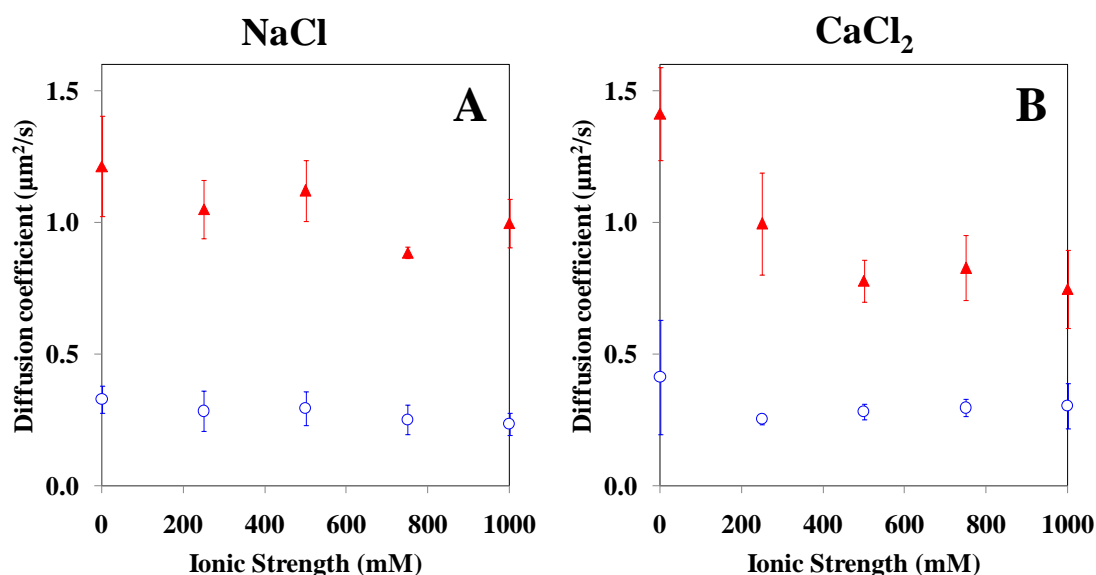 NaCl
A
Diffusion coefficient (µm²/s)
1.5
1.0
0.5
0.0
0 200 400 600 800 1000
Ionic Strength (mM)
CaCl₂
B
Diffusion coefficient (µm²/s)
1.5
1.0
0.5
0.0
0 200 400 600 800 1000
Ionic Strength (mM)